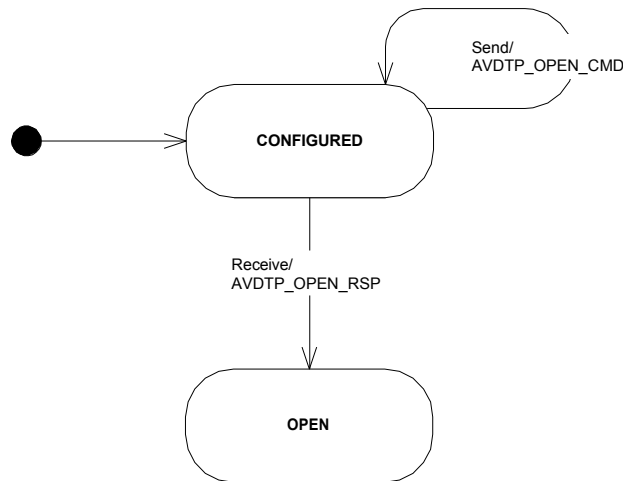 Send/
AVDTP_OPEN_CMD
CONFIGURED
Receive/
AVDTP_OPEN_RSP
OPEN